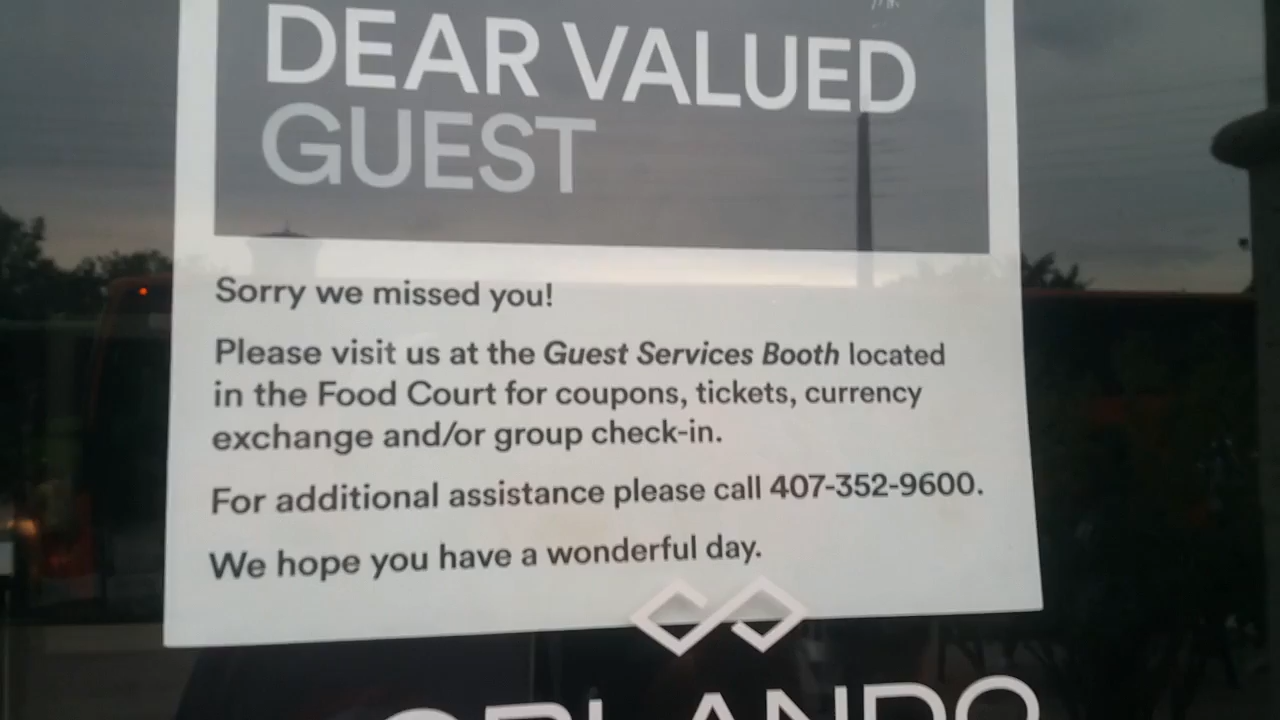 DEAR VALUED
GUEST
Sorry we missed you!
Please visit us at the Guest Services Booth located
in the Food Court for coupons, tickets, currency
exchange and/or group check-in.
For additional assistance please call 407-352-9600.
We hope you have a wonderful day.
ORLANDO